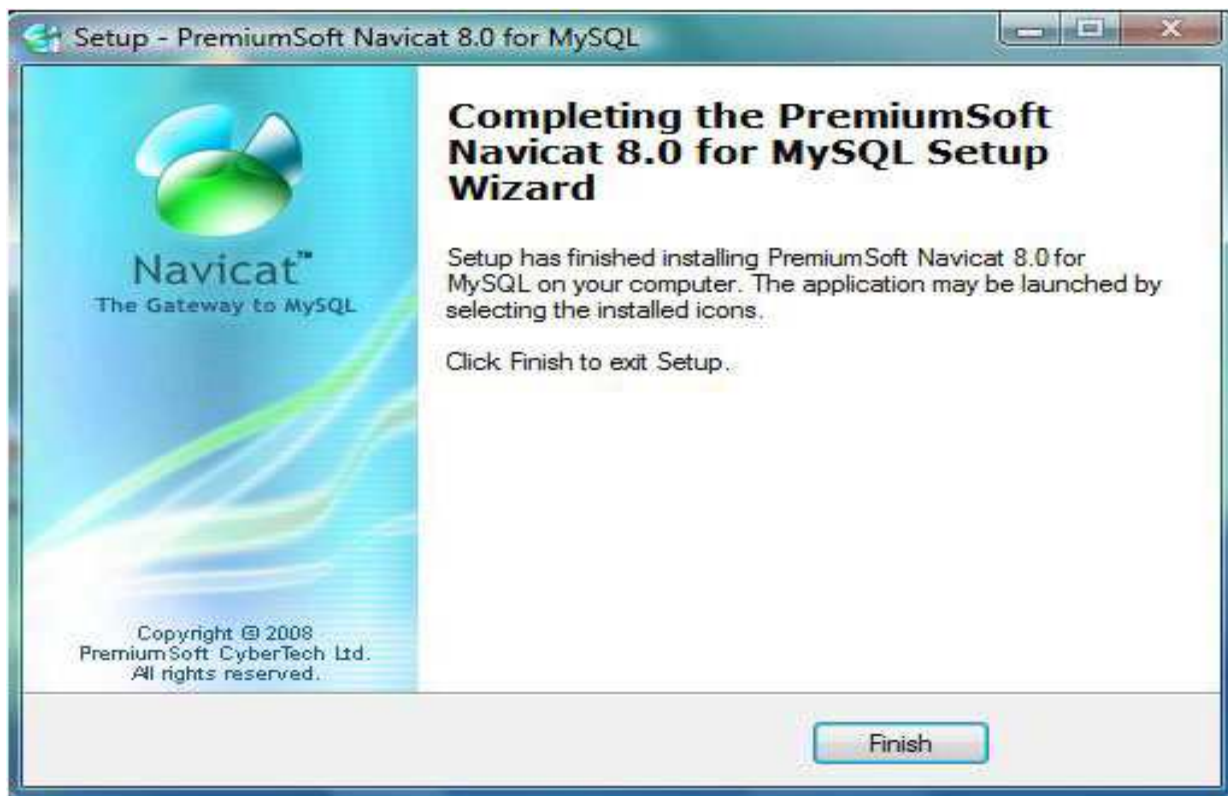 Setup - PremiumSoft Navicat 8.0 for MySQL
Navicat™
The Gateway to MySQL
Copyright © 2008
PremiumSoft CyberTech Ltd.
All rights reserved.
Completing the PremiumSoft
Navicat 8.0 for MySQL Setup
Wizard
Setup has finished installing PremiumSoft Navicat 8.0 for
MySQL on your computer. The application may be launched by
selecting the installed icons.
Click Finish to exit Setup.
Finish